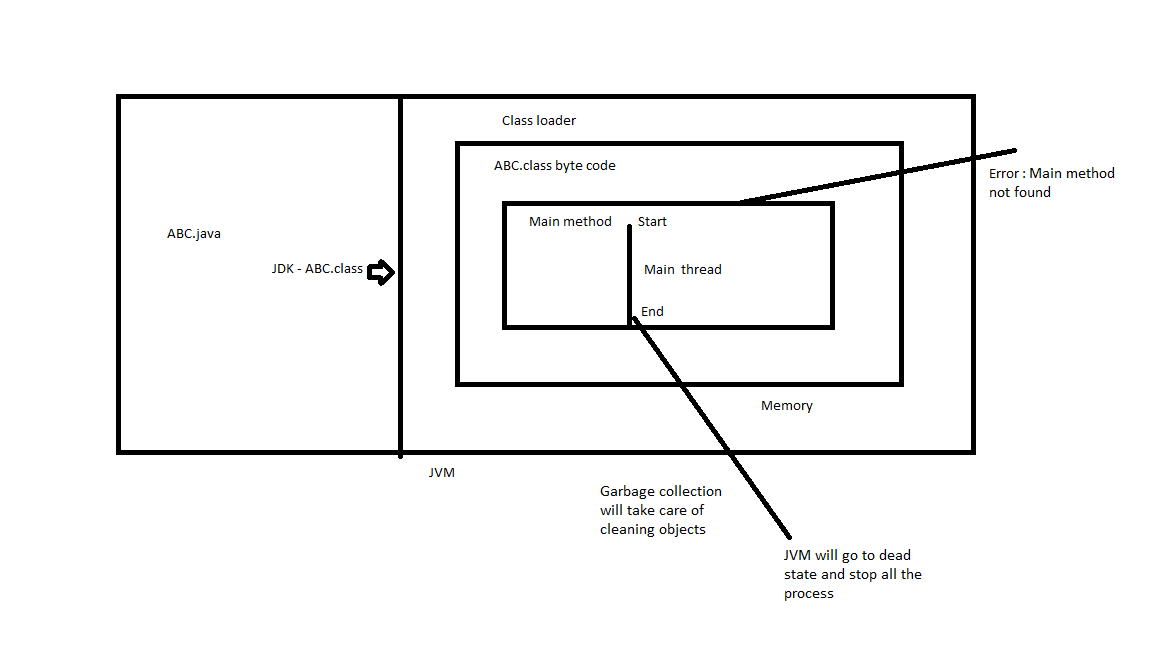 Class loader
ABC.class byte code
Error : Main method
not found
Main method
Start
ABC.java
JDK - ABC.class
Main thread
End
Memory
JVM
Garbage collection
will take care of
cleaning objects
JVM will go to dead
state and stop all the
process